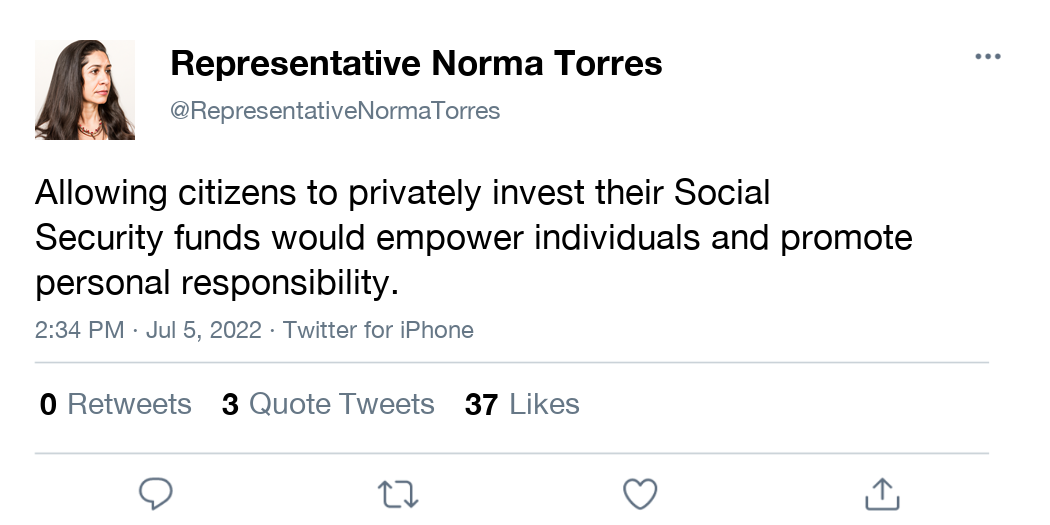 Representative Norma Torres
@RepresentativeNormaTorres
Allowing citizens to privately invest their Social
Security funds would empower individuals and promote
personal responsibility.
2:34 PM · Jul 5, 2022 · Twitter for iPhone
0 Retweets 3 Quote Tweets 37 Likes